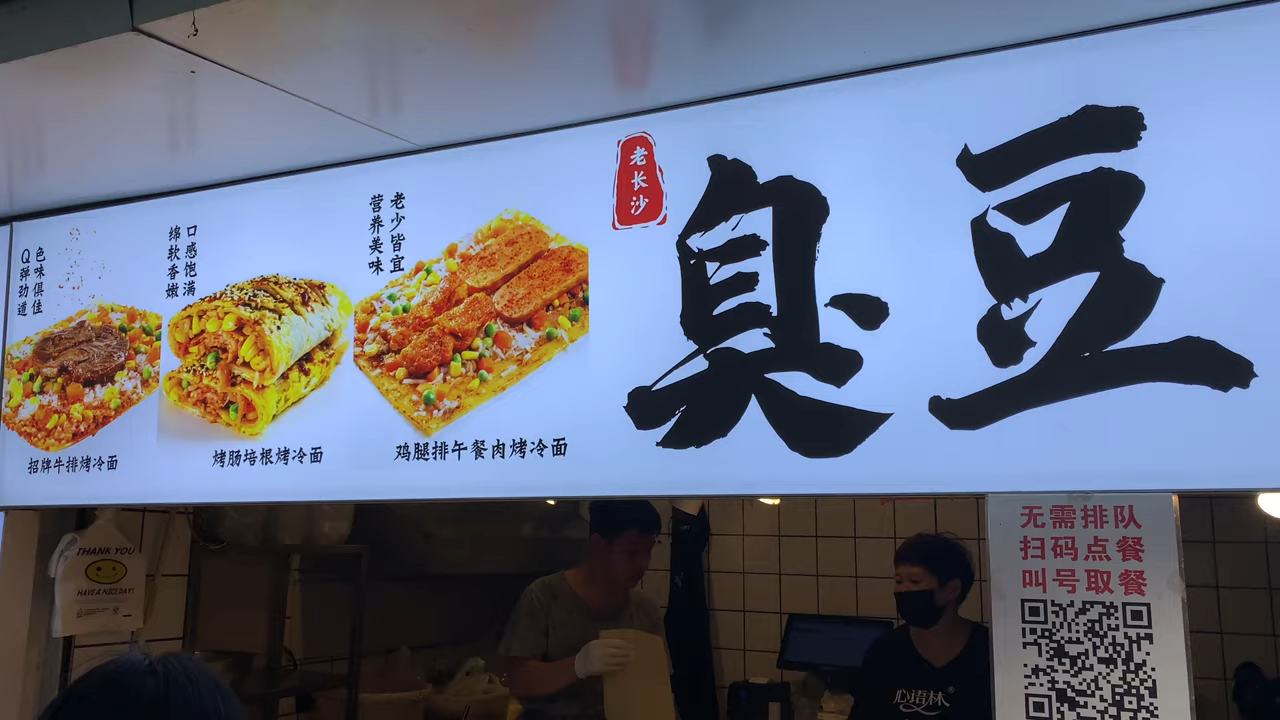 色味俱佳
Q弹劲道
招牌牛排烤冷面
口感饱满
绵软香嫩
烤肠培根烤冷面
老少皆宜
营养美味
鸡腿排午餐肉烤冷面
老长沙
臭豆
THANK YOU
HAVE A NICE DAY!
心语林®
无需排队
扫码点餐
叫号取餐